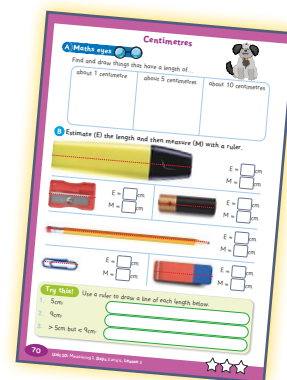 Centimetres
A Maths eyes
Find and draw things that have a length of...
about 1 centimetre
about 5 centimetres
about 10 centimetres
B Estimate (E) the length and then measure (M) with a ruler.
E = cm
M = cm
E = cm
M = cm
E = cm
M = cm
E = cm
M = cm
E = cm
M = cm
E = cm
M = cm
Try this! Use a ruler to draw a line of each length below.
1. 5cm:
2. 9cm:
3. > 5cm but < 9cm:
70